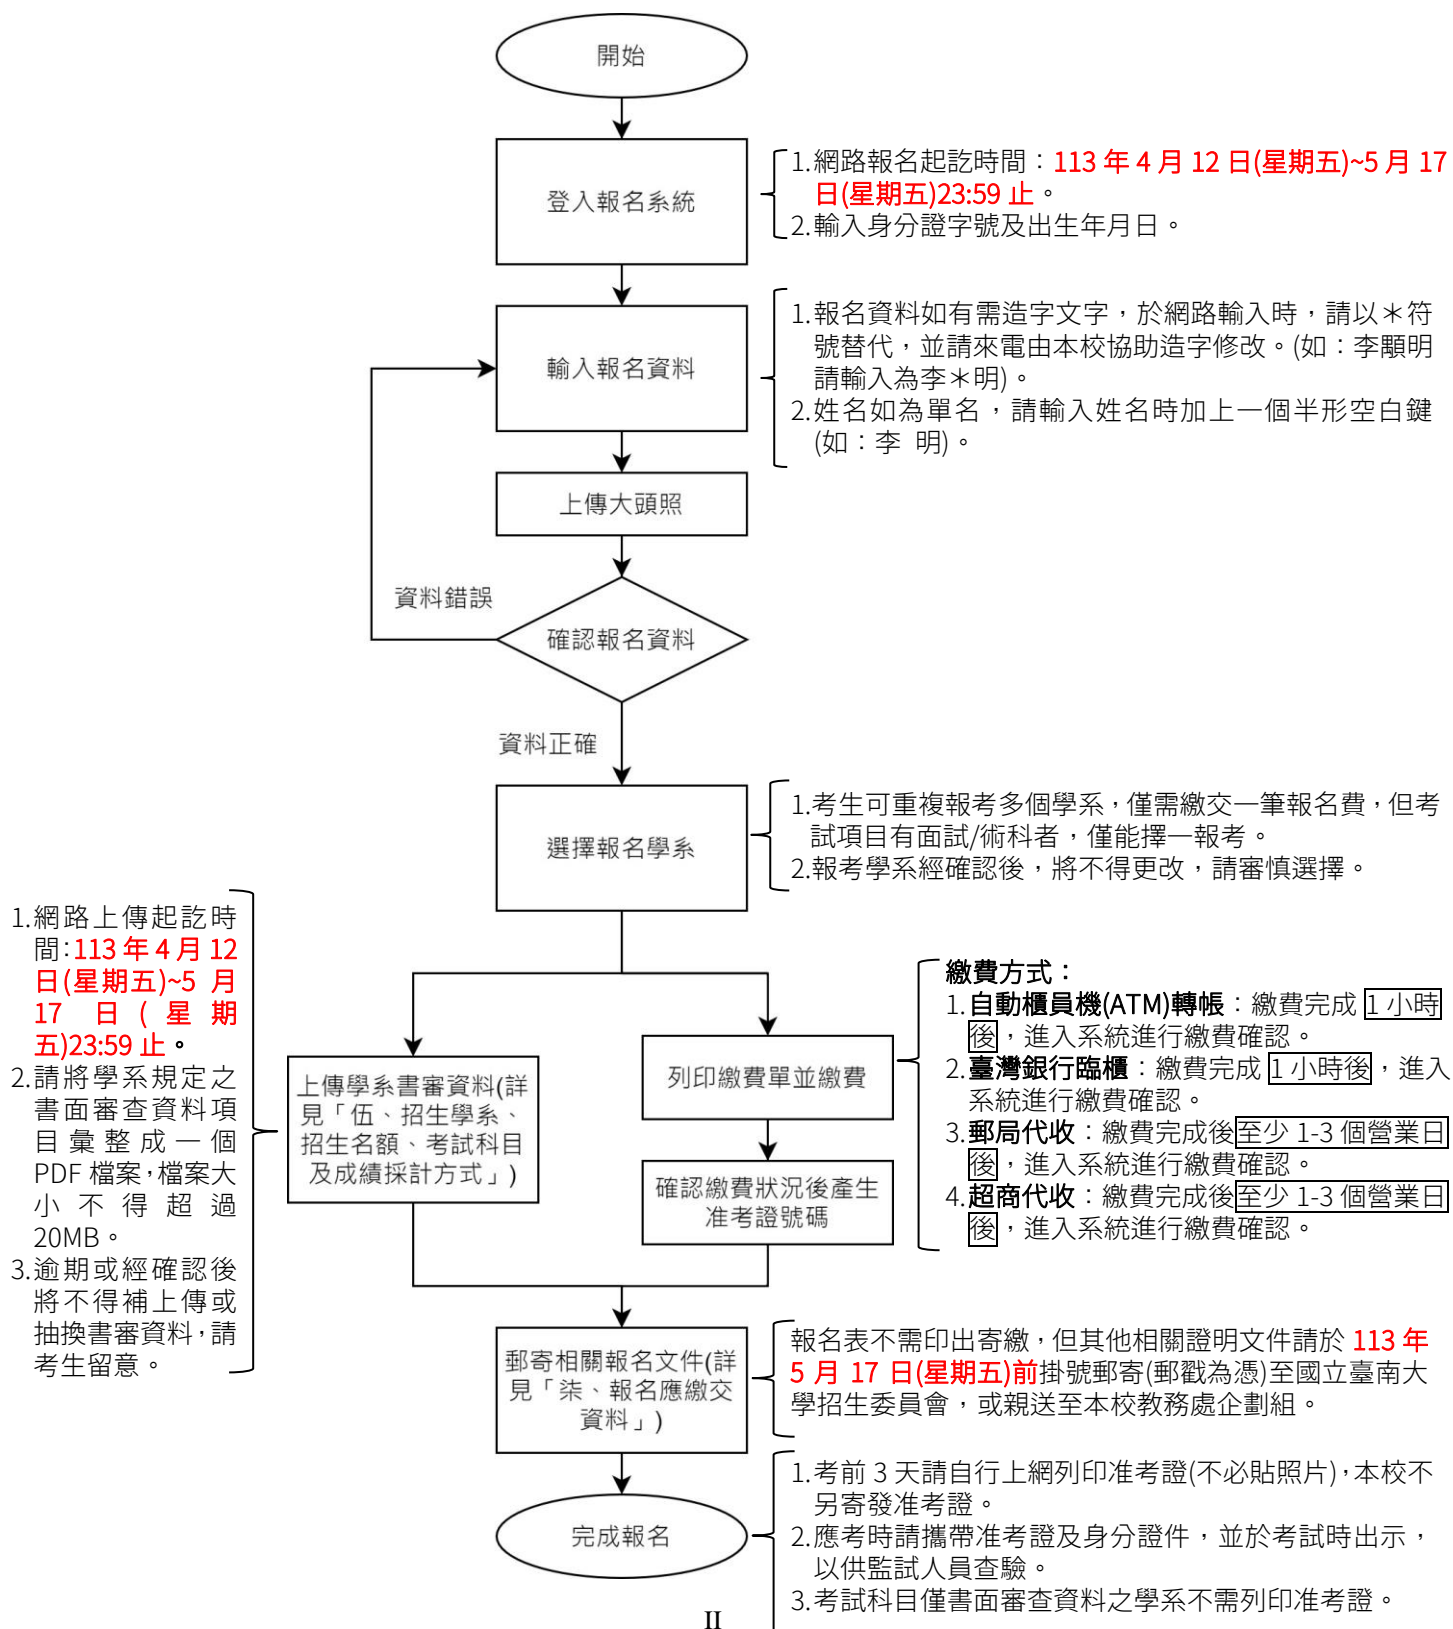 開始
登入報名系統
1.網路報名起訖時間：113 年 4 月 12 日(星期五)~5 月 17
日(星期五)23:59 止。
2.輸入身分證字號及出生年月日。
輸入報名資料
1.報名資料如有需造字文字，於網路輸入時，請以＊符
號替代，並請來電由本校協助造字修改。(如：李顒明
請輸入為李＊明)。
2.姓名如為單名，請輸入姓名時加上一個半形空白鍵
(如：李 明)。
上傳大頭照
資料錯誤
確認報名資料
資料正確
選擇報名學系
1.考生可重複報考多個學系，僅需繳交一筆報名費，但考
試項目有面試/術科者，僅能擇一報考。
2.報考學系經確認後，將不得更改，請審慎選擇。
1.網路上傳起訖時
間：113 年 4 月 12
日(星期五)~5 月
17 日(星期
五)23:59 止。
2.請將學系規定之
書面審查資料項
目彙整成一個
PDF 檔案，檔案大
小不得超過
20MB。
3.逾期或經確認後
將不得補上傳或
抽換書審資料，請
考生留意。
上傳學系書審資料(詳
見「伍、招生學系、
招生名額、考試科目
及成績採計方式」)
列印繳費單並繳費
確認繳費狀況後產生
准考證號碼
繳費方式：
1.自動櫃員機(ATM)轉帳：繳費完成 1 小時
後，進入系統進行繳費確認。
2.臺灣銀行臨櫃：繳費完成 1 小時後，進入
系統進行繳費確認。
3.郵局代收：繳費完成後至少 1-3 個營業日
後，進入系統進行繳費確認。
4.超商代收：繳費完成後至少 1-3 個營業日
後，進入系統進行繳費確認。
郵寄相關報名文件(詳
見「柒、報名應繳交
資料」)
報名表不需印出寄繳，但其他相關證明文件請於 113 年
5 月 17 日(星期五)前掛號郵寄(郵戳為憑)至國立臺南大
學招生委員會，或親送至本校教務處企劃組。
完成報名
1.考前 3 天請自行上網列印准考證(不必貼照片)，本校不
另寄發准考證。
2.應考時請攜帶准考證及身分證件，並於考試時出示，
以供監試人員查驗。
3.考試科目僅書面審查資料之學系不需列印准考證。
II